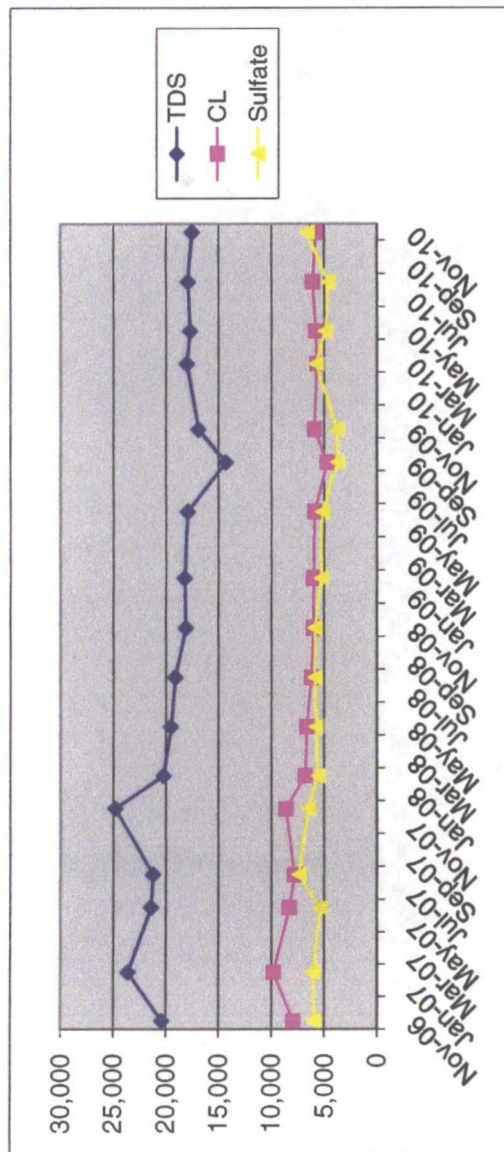 30,000
25,000
20,000
15,000
10,000
5,000
0
Nov-06
Jan-07
Mar-07
May-07
Jul-07
Sep-07
Nov-07
Jan-08
Mar-08
May-08
Jul-08
Sep-08
Nov-08
Jan-09
Mar-09
May-09
Jul-09
Sep-09
Nov-09
Jan-10
Mar-10
May-10
Jul-10
Sep-10
Nov-10
TDS
CL
Sulfate